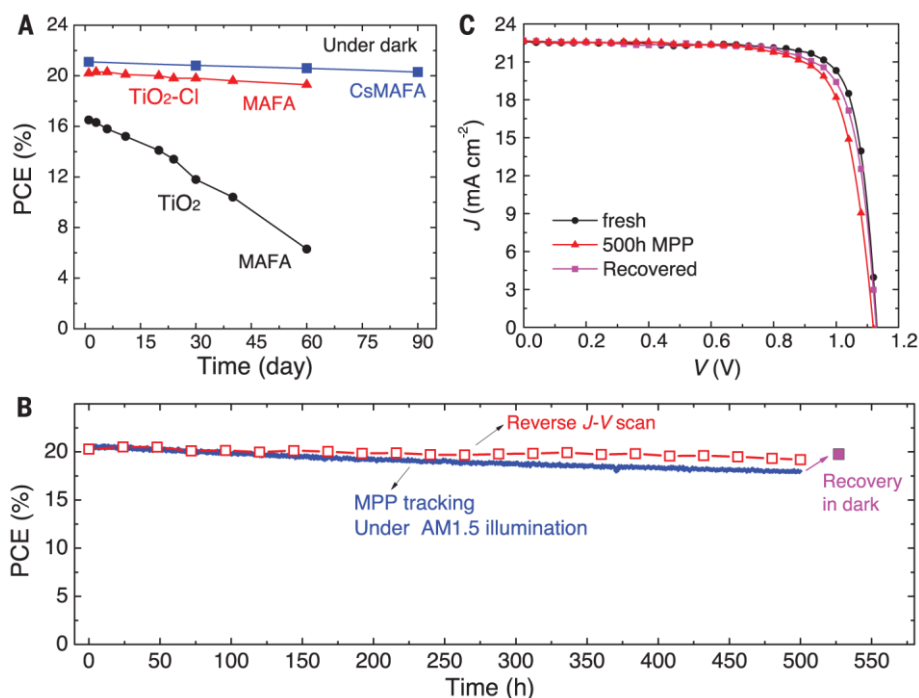 A
24
20
16
12
8
4
0
PCE (%)
Under dark
TiO2-Cl
MAFA
CsMAFA
TiO2
MAFA
0 15 30 45 60 75 90
Time (day)
C
24
21
18
15
12
9
6
3
0
J (mA cm-2)
fresh
500h MPP
Recovered
0.0 0.2 0.4 0.6 0.8 1.0 1.2
V (V)
B
20
15
10
5
0
PCE (%)
Reverse J-V scan
MPP tracking
Under AM1.5 illumination
Recovery
in dark
0 50 100 150 200 250 300 350 400 450 500 550
Time (h)